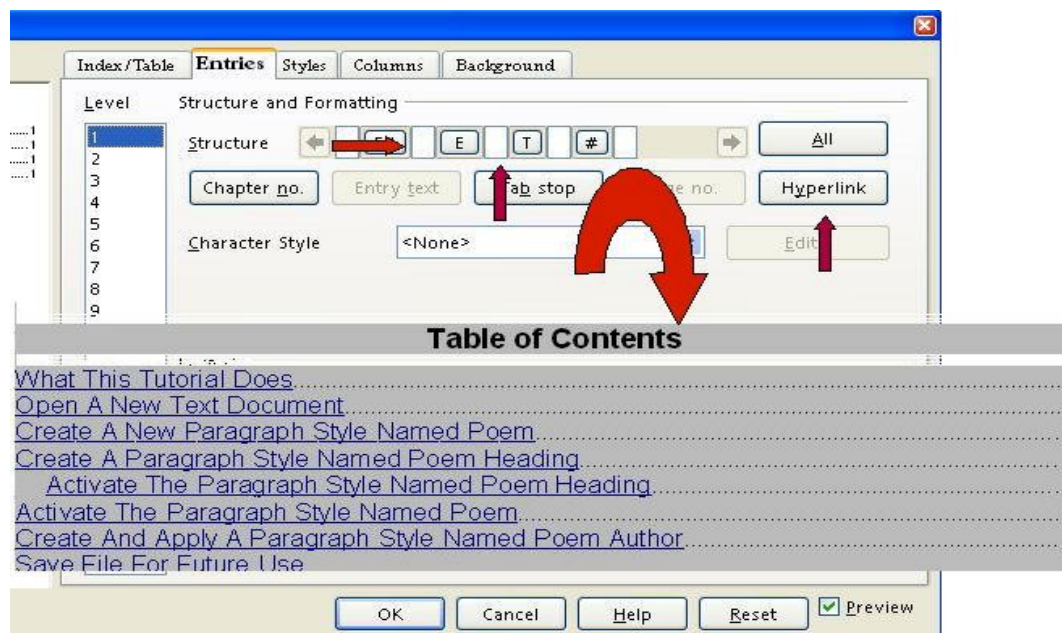 Index/Table Entries Styles Columns Background
Level Structure and Formatting
1
2
3
4
5
6
7
8
9
Structure E T # All
Chapter no. Entry text Tab stop no. Hyperlink
Character Style <None> Edit
Table of Contents
What This Tutorial Does
Open A New Text Document
Create A New Paragraph Style Named Poem
Create A Paragraph Style Named Poem Heading
Activate The Paragraph Style Named Poem Heading
Activate The Paragraph Style Named Poem
Create And Apply A Paragraph Style Named Poem Author
Save File For Future Use
OK Cancel Help Reset Preview